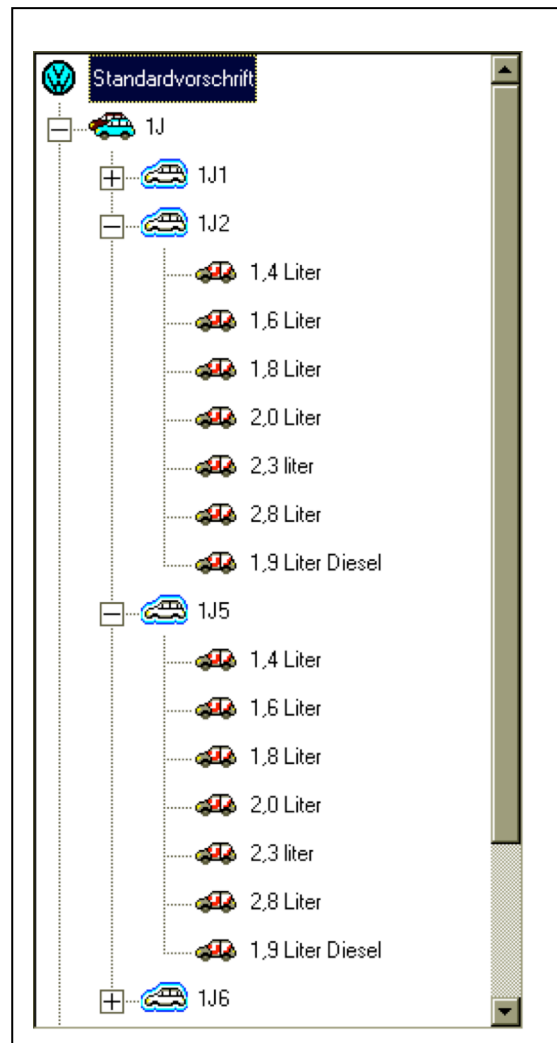 Standardvorschrift
1J
1J1
1J2
1,4 Liter
1,6 Liter
1,8 Liter
2,0 Liter
2,3 liter
2,8 Liter
1,9 Liter Diesel
1J5
1,4 Liter
1,6 Liter
1,8 Liter
2,0 Liter
2,3 liter
2,8 Liter
1,9 Liter Diesel
1J6